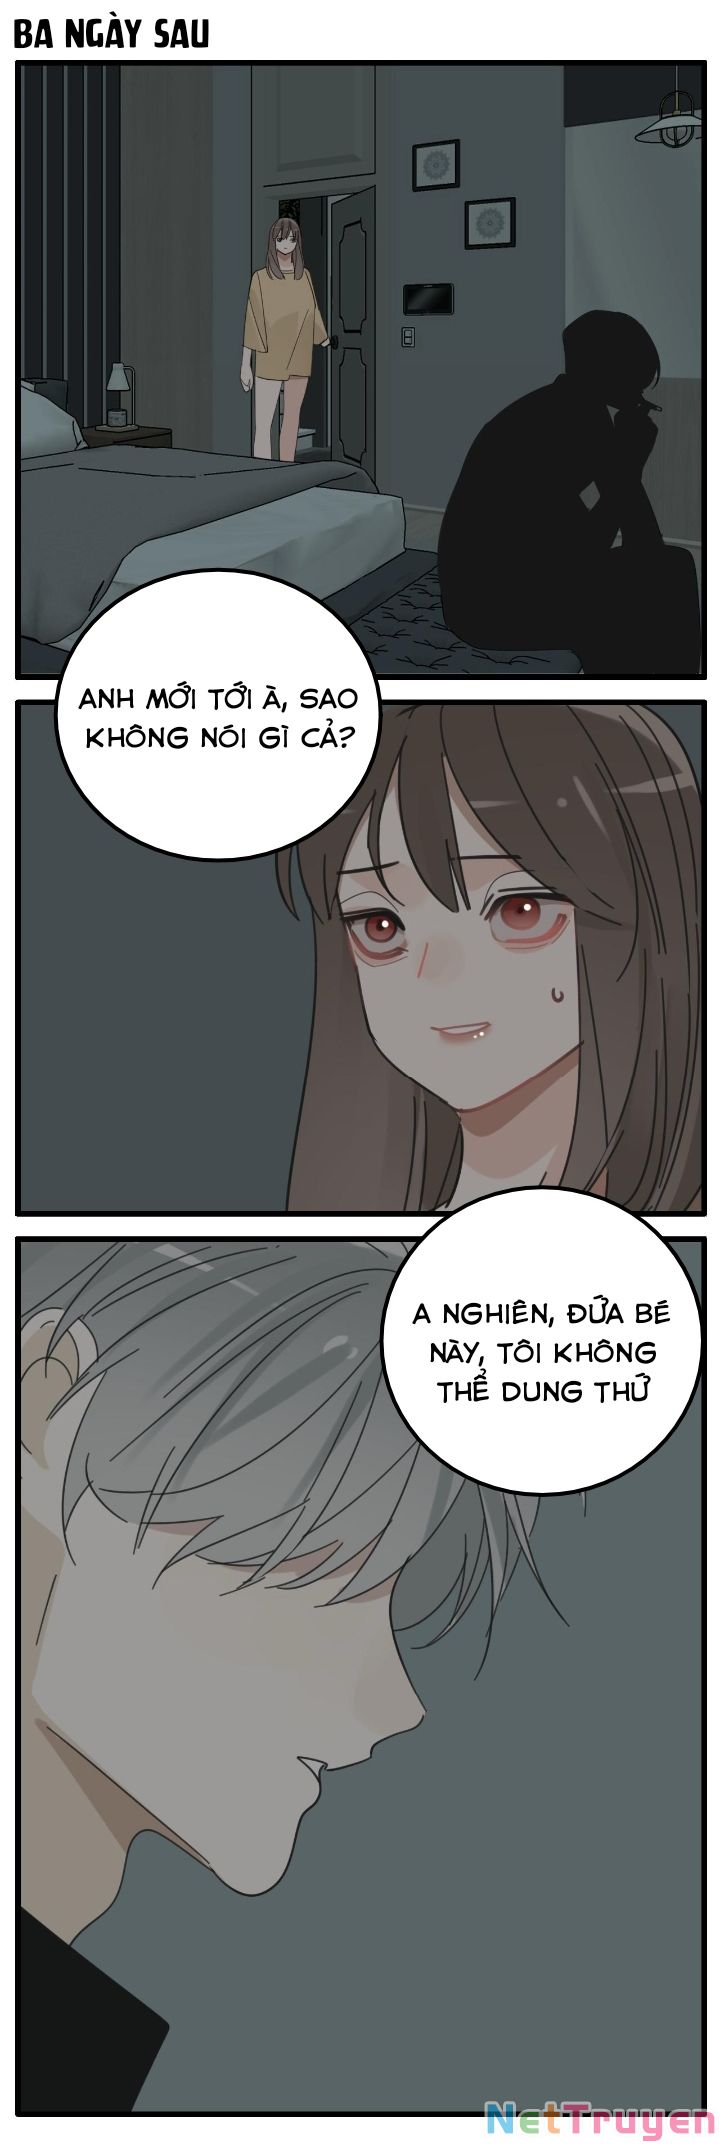 BA NGÀY SAU
ANH MỚI TỚI À, SAO
KHÔNG NÓI GÌ CẢ?
A NGHIÊN, ĐỨA BÉ
NÀY, TÔI KHÔNG
THỂ DUNG THỨ
NetTruyen